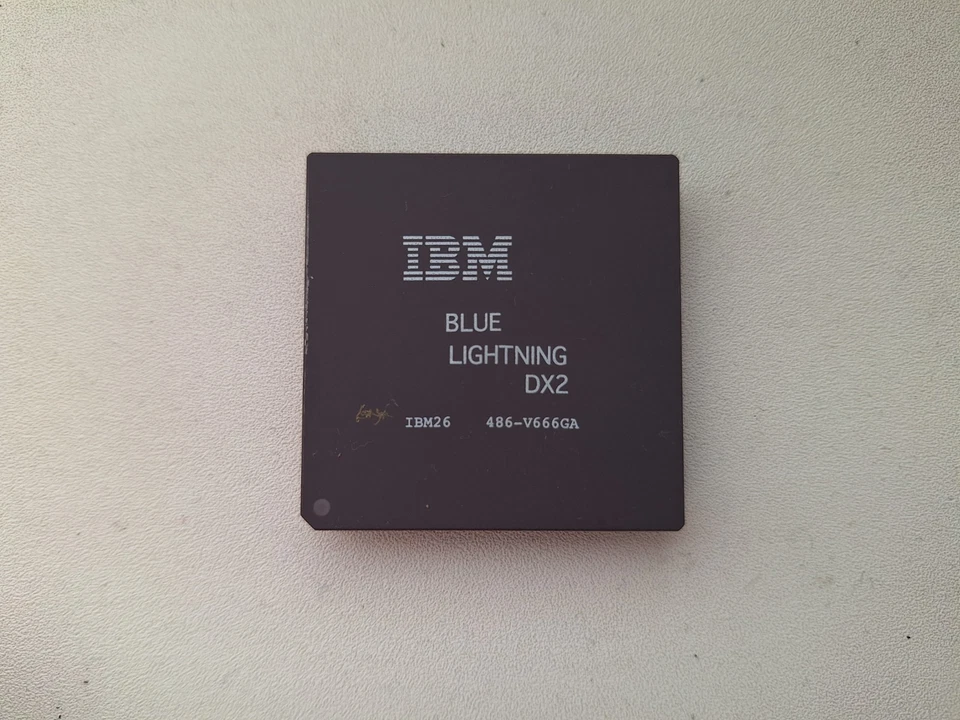 IBM
BLUE
LIGHTNING
DX2
IBM26 486-V666GA